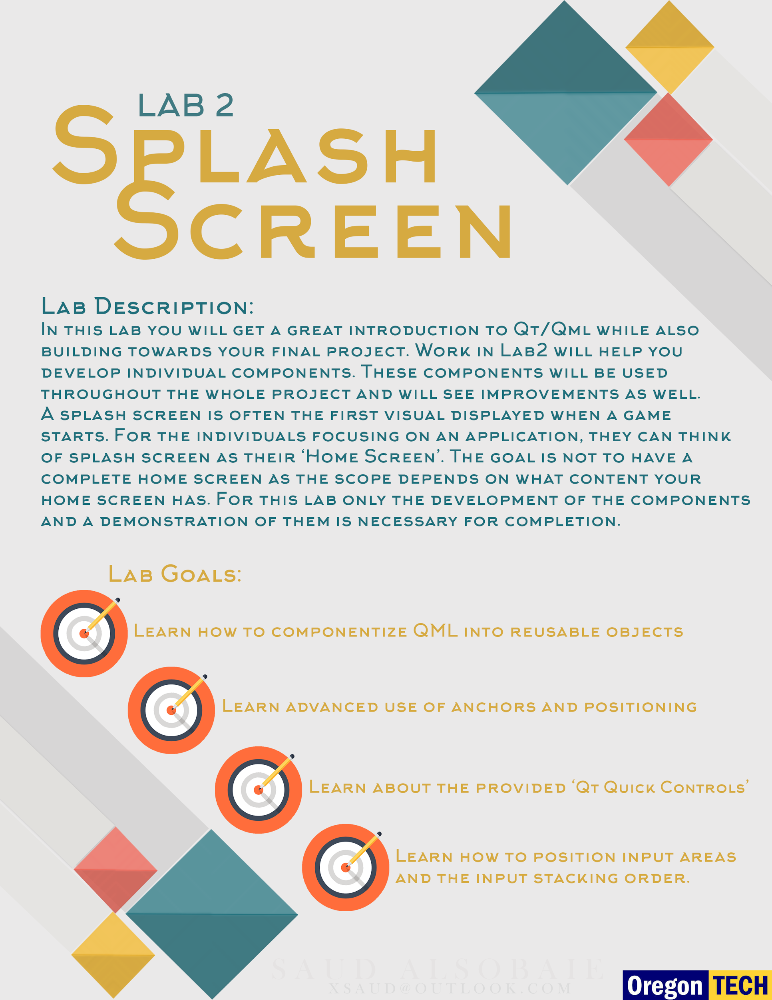 LAB 2
SPLASH
SCREEN
Lab Description:
In this lab you will get a great introduction to Qt/Qml while also
building towards your final project. Work in Lab2 will help you
develop individual components. These components will be used
throughout the whole project and will see improvements as well.
A splash screen is often the first visual displayed when a game
starts. For the individuals focusing on an application, they can think
of splash screen as their ‘Home Screen’. The goal is not to have a
complete home screen as the scope depends on what content your
home screen has. For this lab only the development of the components
and a demonstration of them is necessary for completion.
Lab Goals:
Learn how to componentize QML into reusable objects
Learn advanced use of anchors and positioning
Learn about the provided ‘Qt Quick Controls’
Learn how to position input areas
and the input stacking order.
SAUD ALSOBAIE
XSAUD@OUTLOOK.COM
Oregon TECH